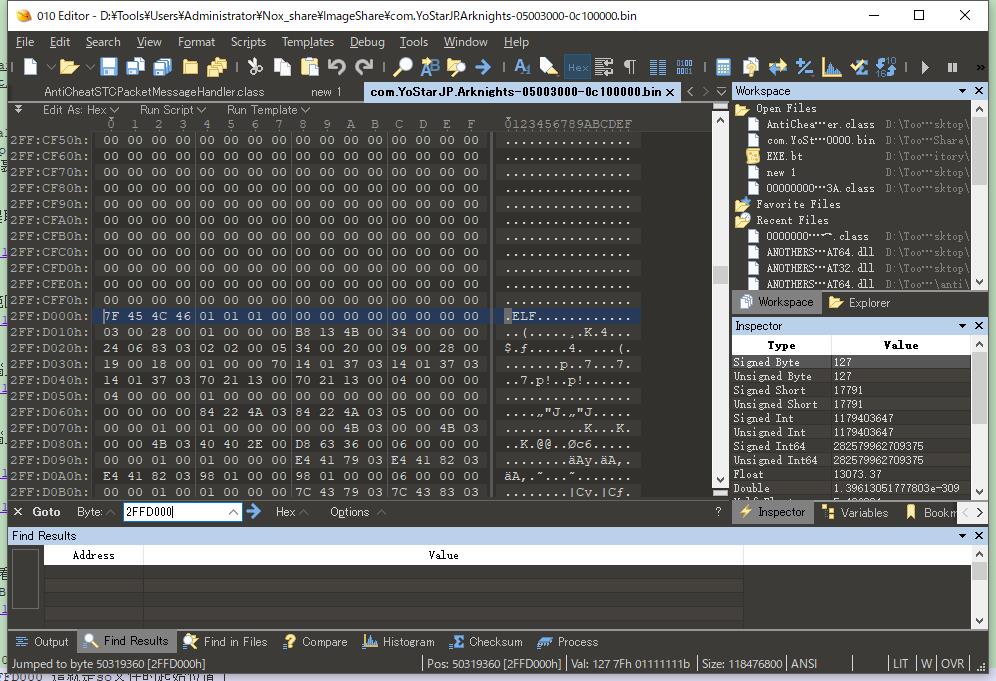 010 Editor - D:¥Tools¥Users¥Administrator¥Nox_share¥ImageShare¥com.YoStarJP.Arknights-05003000-0c100000.bin
File Edit Search View Format Scripts Templates Debug Tools Window Help
Hex
AntiCheatSTCPacketMessageHandler.class new 1 com.YoStarJP.Arknights-05003000-0c100000.bin
Edit As: Hex Run Script Run Template
0 1 2 3 4 5 6 7 8 9 A B C D E F 0123456789ABCDEF
2FF:CF50h: 00 00 00 00 00 00 00 00 00 00 00 00 00 00 00 00 ................
2FF:CF60h: 00 00 00 00 00 00 00 00 00 00 00 00 00 00 00 00 ................
2FF:CF70h: 00 00 00 00 00 00 00 00 00 00 00 00 00 00 00 00 ................
2FF:CF80h: 00 00 00 00 00 00 00 00 00 00 00 00 00 00 00 00 ................
2FF:CF90h: 00 00 00 00 00 00 00 00 00 00 00 00 00 00 00 00 ................
2FF:CFA0h: 00 00 00 00 00 00 00 00 00 00 00 00 00 00 00 00 ................
2FF:CFB0h: 00 00 00 00 00 00 00 00 00 00 00 00 00 00 00 00 ................
2FF:CFC0h: 00 00 00 00 00 00 00 00 00 00 00 00 00 00 00 00 ................
2FF:CFD0h: 00 00 00 00 00 00 00 00 00 00 00 00 00 00 00 00 ................
2FF:CFE0h: 00 00 00 00 00 00 00 00 00 00 00 00 00 00 00 00 ................
2FF:CFF0h: 00 00 00 00 00 00 00 00 00 00 00 00 00 00 00 00 ................
2FF:D000h: 7F 45 4C 46 01 01 01 00 00 00 00 00 00 00 00 00 .ELF............
2FF:D010h: 03 00 28 00 01 00 00 00 B8 13 4B 00 34 00 00 00 ..(.....¸.K.4...
2FF:D020h: 24 06 83 03 02 02 00 05 34 00 20 00 09 00 28 00 $.ƒ.....4. ...(.
2FF:D030h: 19 00 18 00 01 00 00 70 14 01 37 03 14 01 37 03 .......p..7...7.
2FF:D040h: 14 01 37 03 70 21 13 00 70 21 13 00 04 00 00 00 ..7.p!..p!......
2FF:D050h: 04 00 00 00 01 00 00 00 00 00 00 00 00 00 00 00 ................
2FF:D060h: 00 00 00 00 84 22 4A 03 84 22 4A 03 05 00 00 00 ....„"J.„"J.....
2FF:D070h: 00 00 01 00 01 00 00 00 00 00 4B 03 00 00 4B 03 ..........K...K.
2FF:D080h: 00 00 4B 03 40 40 2E 00 D8 63 36 00 06 00 00 00 ..K.@@..Øc6.....
2FF:D090h: 00 00 01 00 01 00 00 00 E4 41 79 03 E4 41 82 03 ........äAy.äA‚.
2FF:D0A0h: E4 41 82 03 98 01 00 00 98 01 00 00 06 00 00 00 äA‚.˜...˜.......
2FF:D0B0h: 00 00 01 00 01 00 00 00 7C 43 79 03 7C 43 83 03 ........|Cy.|Cƒ.
Goto Byte: 2FFD000 Hex Options ?
Workspace
Open Files
AntiChea…er.class D:\Too…sktop\
com.YoSt…0000.bin D:\Too…Share\
EXE.bt D:\Too…itory\
new 1 D:\Too…sktop\
00000000…3A.class D:\Too…sktop\
Favorite Files
Recent Files
0000000…⌒.class D:\Too…sktop\
ANOTHERS…AT64.dll D:\Too…sktop\
ANOTHERS…AT32.dll D:\Too…sktop\
ANOTHERS…AT64.dll D:\Too…\anti\
Workspace Explorer
Inspector
Type Value
Signed Byte 127
Unsigned Byte 127
Signed Short 17791
Unsigned Short 17791
Signed Int 1179403647
Unsigned Int 1179403647
Signed Int64 282579962709375
Unsigned Int64 282579962709375
Float 13073.37
Double 1.39613051777803e-309
Inspector Variables Bookm
Find Results
Address Value
Output Find Results Find in Files Compare Histogram Checksum Process
Jumped to byte 50319360 [2FFD000h] Pos: 50319360 [2FFD000h] Val: 127 7Fh 01111111b Size: 118476800 ANSI LIT W OVR